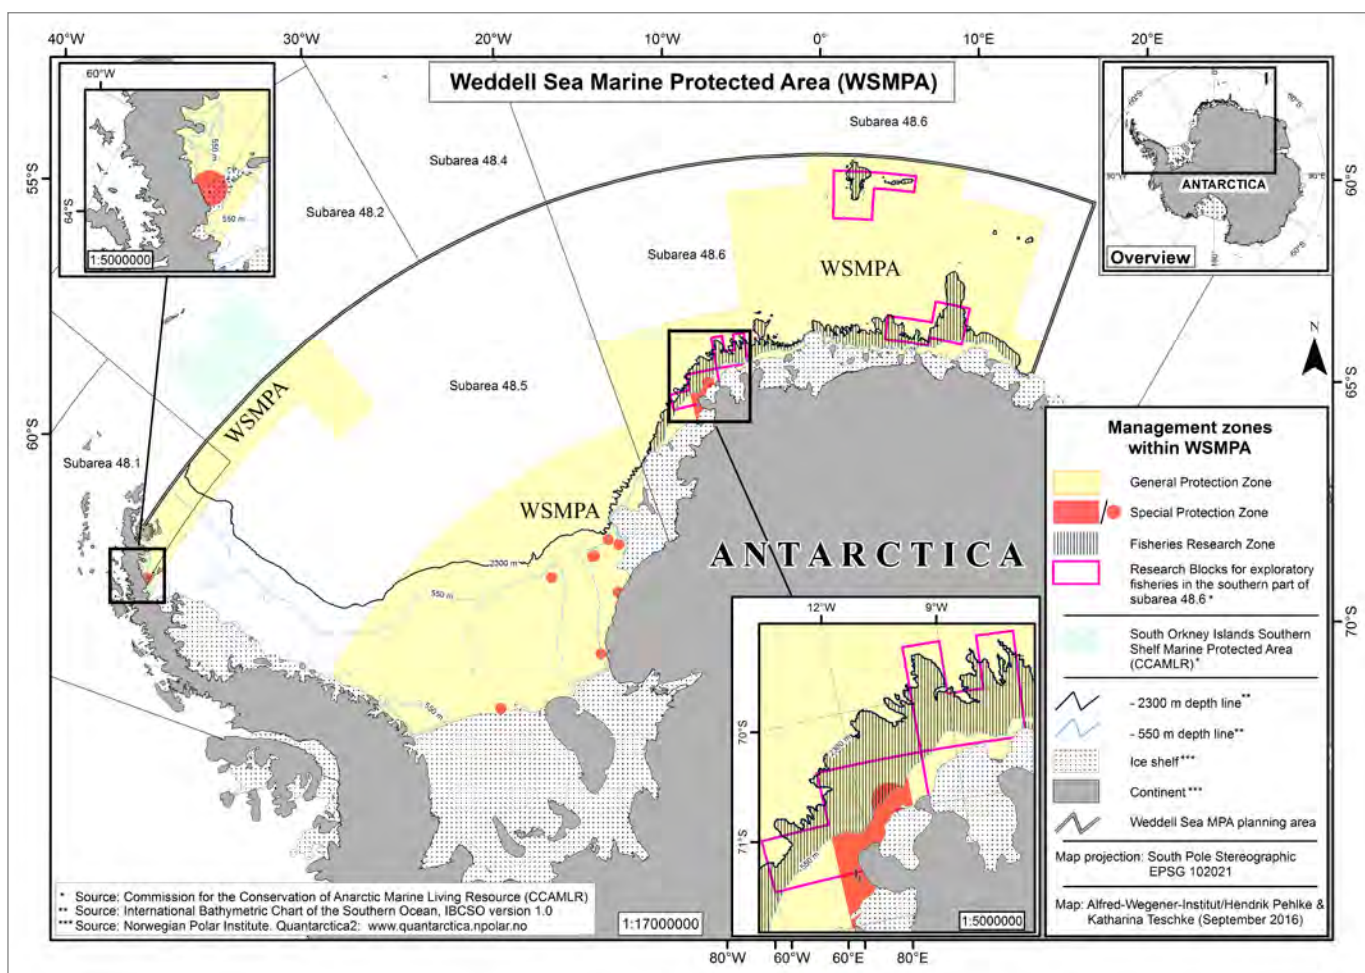 40°W 30°W 20°W 10°W 0° 10°E 20°E
60°W
64°S
550 m
550 m
1:5000000
Weddell Sea Marine Protected Area (WSMPA)
Subarea 48.6
Subarea 48.4
Subarea 48.2
Subarea 48.6
WSMPA
Subarea 48.5
WSMPA
Subarea 48.1
WSMPA
2300 m
550 m
550 m
ANTARCTICA
55°S
60°S
60°S
65°S
70°S
ANTARCTICA
90°W
90°E
60°S
180°
Overview
N
Management zones
within WSMPA
General Protection Zone
/ Special Protection Zone
Fisheries Research Zone
Research Blocks for exploratory
fisheries in the southern part of
subarea 48.6 *
South Orkney Islands Southern
Shelf Marine Protected Area
(CCAMLR) *
- 2300 m depth line **
- 550 m depth line **
Ice shelf ***
Continent ***
Weddell Sea MPA planning area
Map projection: South Pole Stereographic
EPSG 102021
Map: Alfred-Wegener-Institut/Hendrik Pehlke &
Katharina Teschke (September 2016)
12°W 9°W
70°S
71°S
2300 m
550 m
1:5000000
* Source: Commission for the Conservation of Anarctic Marine Living Resource (CCAMLR)
** Source: International Bathymetric Chart of the Southern Ocean, IBCSO version 1.0
*** Source: Norwegian Polar Institute. Quantarctica2: www.quantarctica.npolar.no
1:17000000
80°W 60°W 60°E 80°E